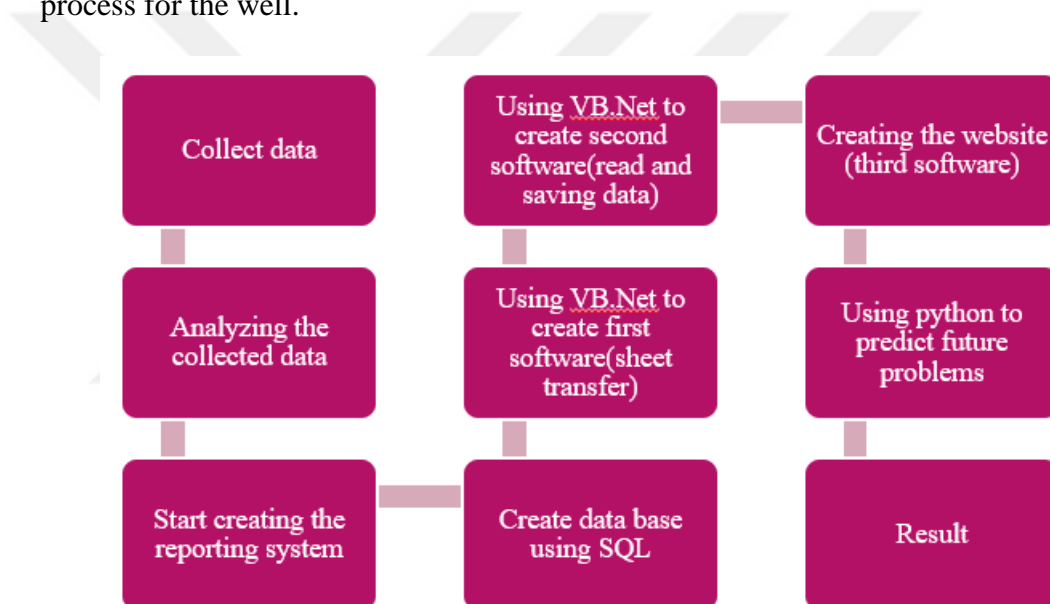 process for the well.
Collect data
Analyzing the
collected data
Start creating the
reporting system
Create data base
using SQL
Using VB.Net to
create first
software(sheet
transfer)
Using VB.Net to
create second
software(read and
saving data)
Creating the website
(third software)
Using python to
predict future
problems
Result